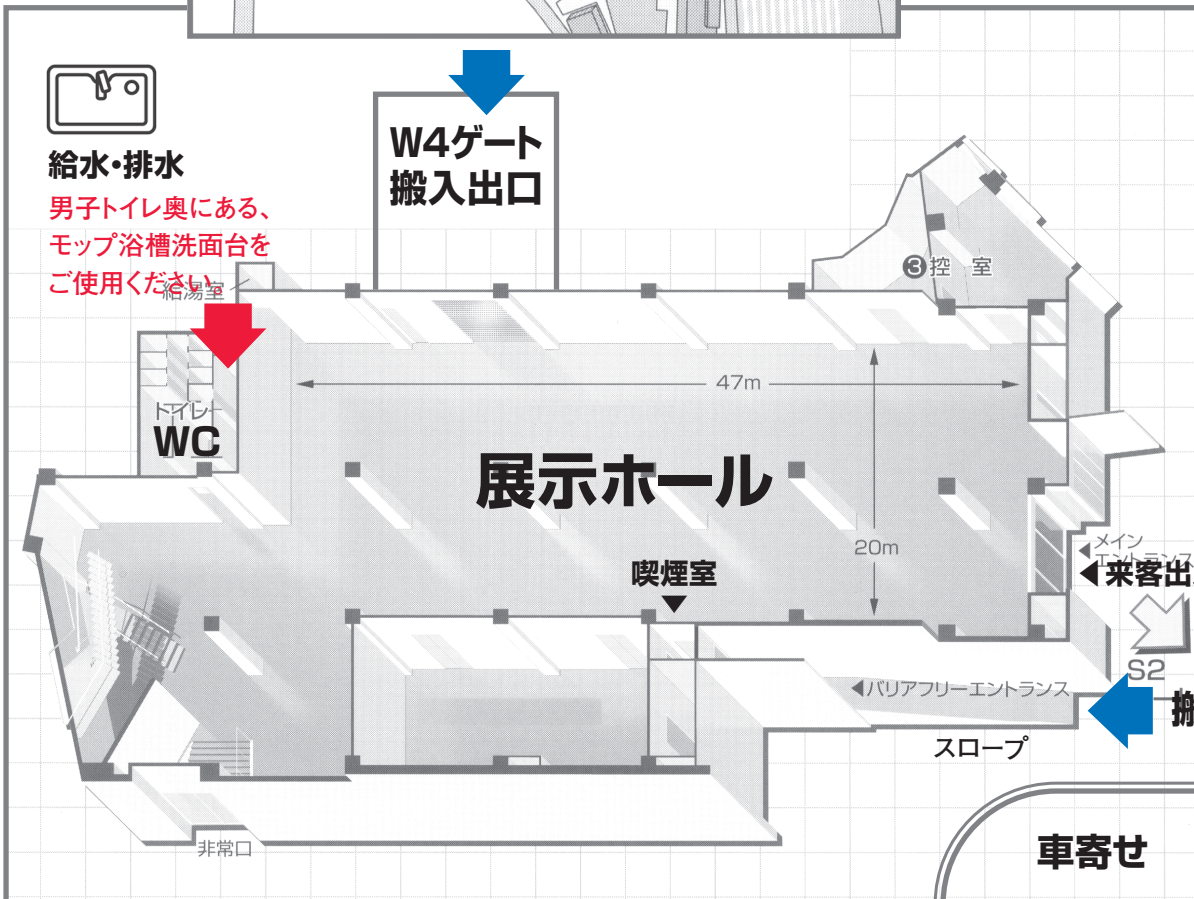 W4ゲート
搬入出口
給水・排水
男子トイレ奥にある、
モップ浴槽洗面台を
ご使用ください。
給湯室
❸控 室
47m
トイレ
WC
展示ホール
20m
メイン
エントランス
◀来客出
喫煙室
▼
S2
◀バリアフリーエントランス
搬
スロープ
非常口
車寄せ